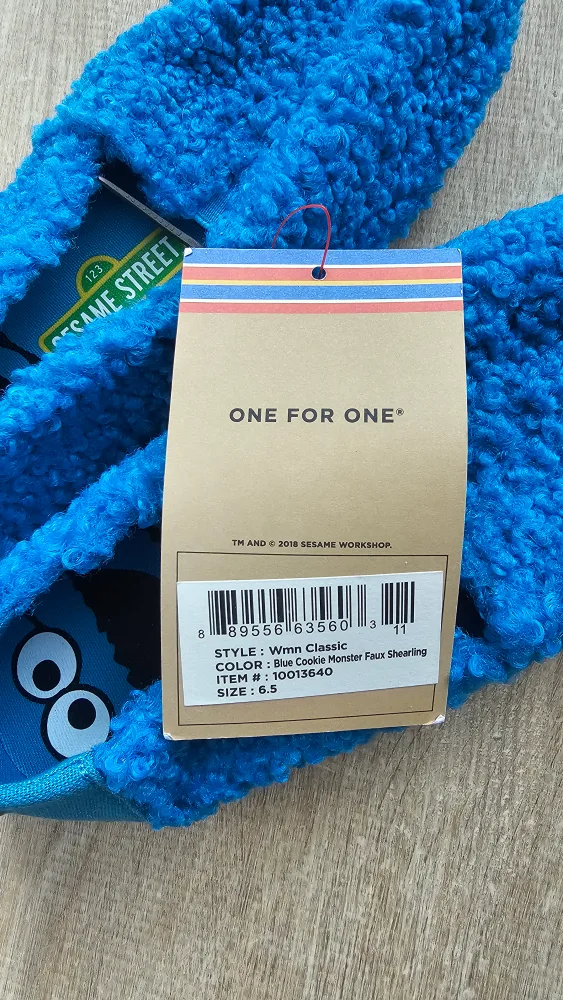 123
SESAME STREET
ONE FOR ONE®
TM AND © 2018 SESAME WORKSHOP.
8 89556 63560 3 11
STYLE : Wmn Classic
COLOR : Blue Cookie Monster Faux Shearling
ITEM # : 10013640
SIZE : 6.5